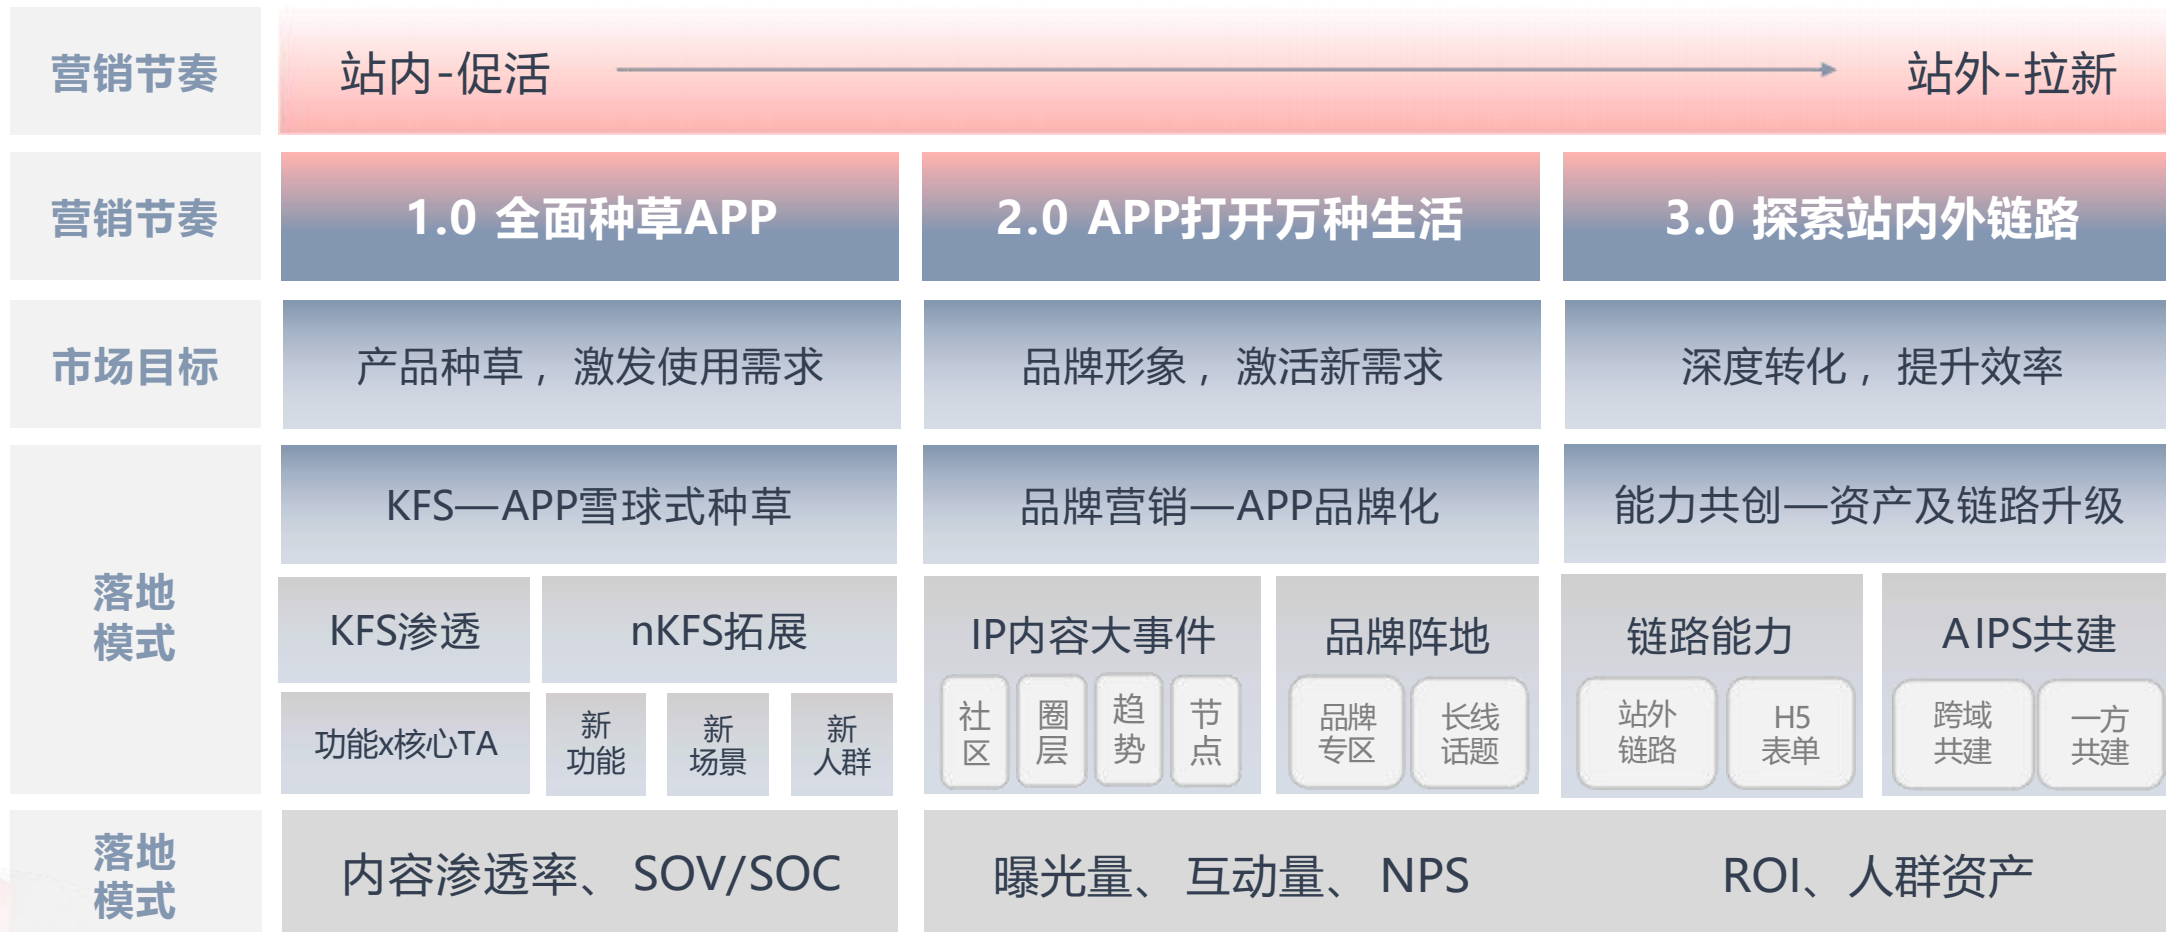 营销节奏
站内-促活
站外-拉新
营销节奏
1.0 全面种草APP
2.0 APP打开万种生活
3.0 探索站内外链路
市场目标
产品种草，激发使用需求
品牌形象，激活新需求
深度转化，提升效率
落地
模式
KFS—APP雪球式种草
品牌营销—APP品牌化
能力共创—资产及链路升级
KFS渗透
nKFS拓展
IP内容大事件
品牌阵地
链路能力
AIPS共建
功能x核心TA
新
功能
新
场景
新
人群
社
区
圈
层
趋
势
节
点
品牌
专区
长线
话题
站外
链路
H5
表单
跨域
共建
一方
共建
落地
模式
内容渗透率、SOV/SOC
曝光量、互动量、NPS
ROI、人群资产